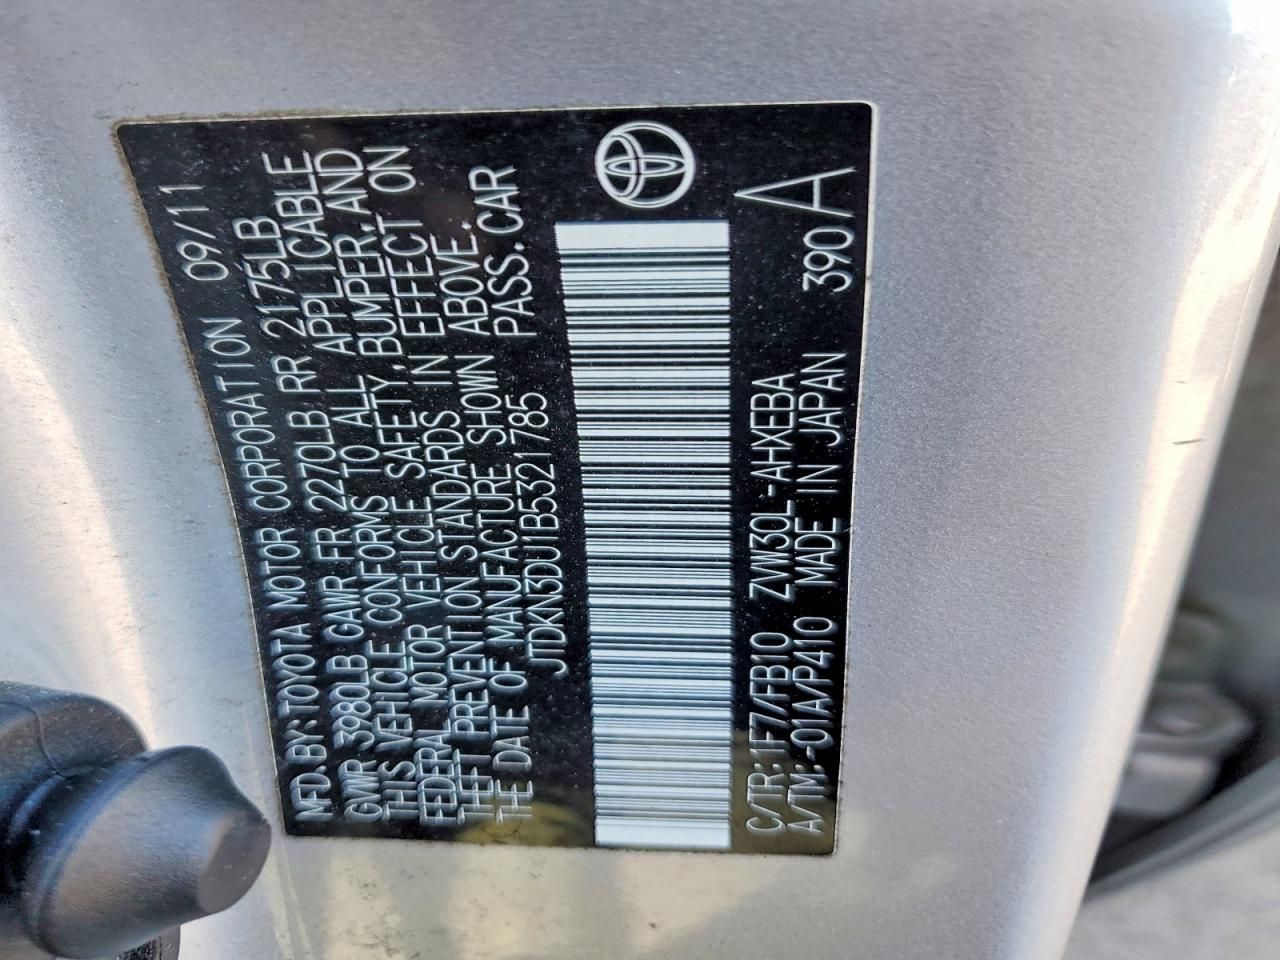 MFD.BY:TOYOTA MOTOR CORPORATION 09/11
GVWR 3980LB GAWR FR 2270LB RR 2175LB
THIS VEHICLE CONFORMS TO ALL APPLICABLE
FEDERAL MOTOR VEHICLE SAFETY,BUMPER,AND
THEFT PREVENTION STANDARDS IN EFFECT ON
THE DATE OF MANUFACTURE SHOWN ABOVE.
JTDKN3DU1B5321785 PASS.CAR
C/TR:1F7/FB10 ZVW30L-AHXEBA
A/TM:-01A/P410 MADE IN JAPAN 390A